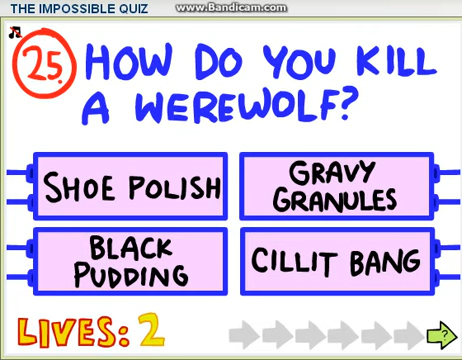 THE IMPOSSIBLE QUIZ
www.Bandicam.com
25. HOW DO YOU KILL
A WEREWOLF?
SHOE POLISH
GRAVY
GRANULES
BLACK
PUDDING
CILLIT BANG
LIVES: 2
?